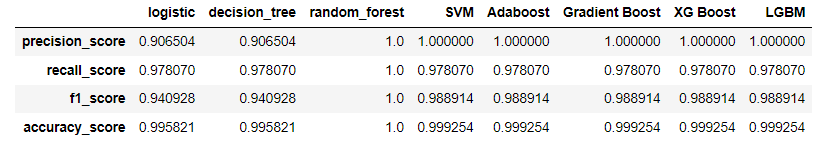 logistic decision_tree random_forest SVM Adaboost Gradient Boost XG Boost LGBM
precision_score 0.906504 0.906504 1.0 1.000000 1.000000 1.000000 1.000000 1.000000
recall_score 0.978070 0.978070 1.0 0.978070 0.978070 0.978070 0.978070 0.978070
f1_score 0.940928 0.940928 1.0 0.988914 0.988914 0.988914 0.988914 0.988914
accuracy_score 0.995821 0.995821 1.0 0.999254 0.999254 0.999254 0.999254 0.999254